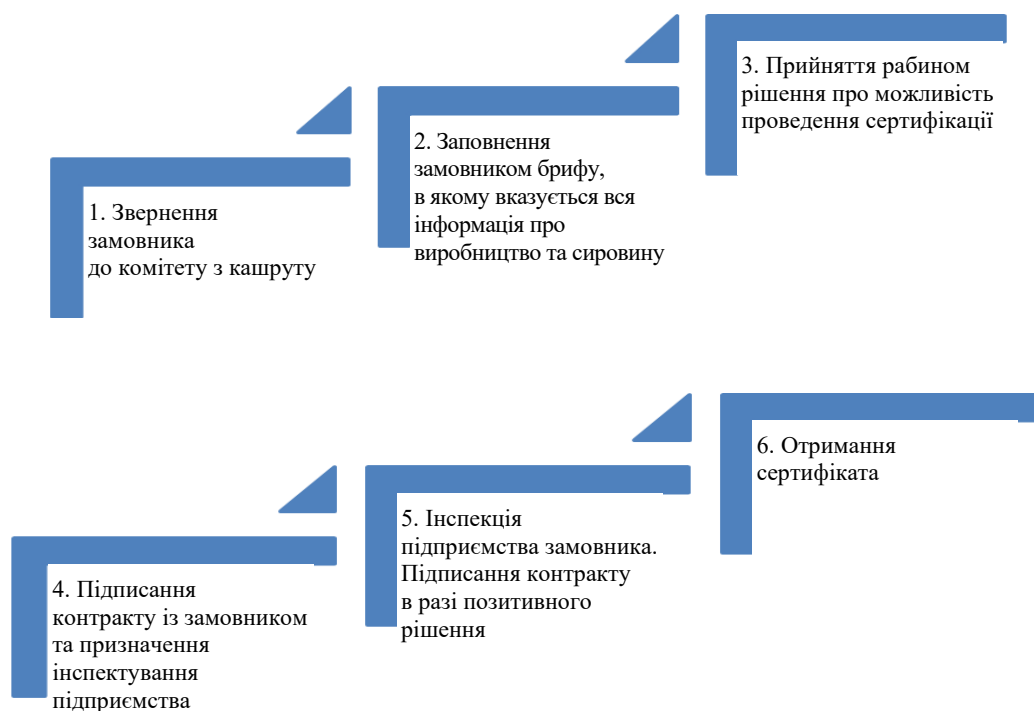 1. Звернення
замовника
до комітету з кашруту
2. Заповнення
замовником брифу,
в якому вказується вся
інформація про
виробництво та сировину
3. Прийняття рабином
рішення про можливість
проведення сертифікації
4. Підписання
контракту із замовником
та призначення
інспектування
підприємства
5. Інспекція
підприємства замовника.
Підписання контракту
в разі позитивного
рішення
6. Отримання
сертифіката